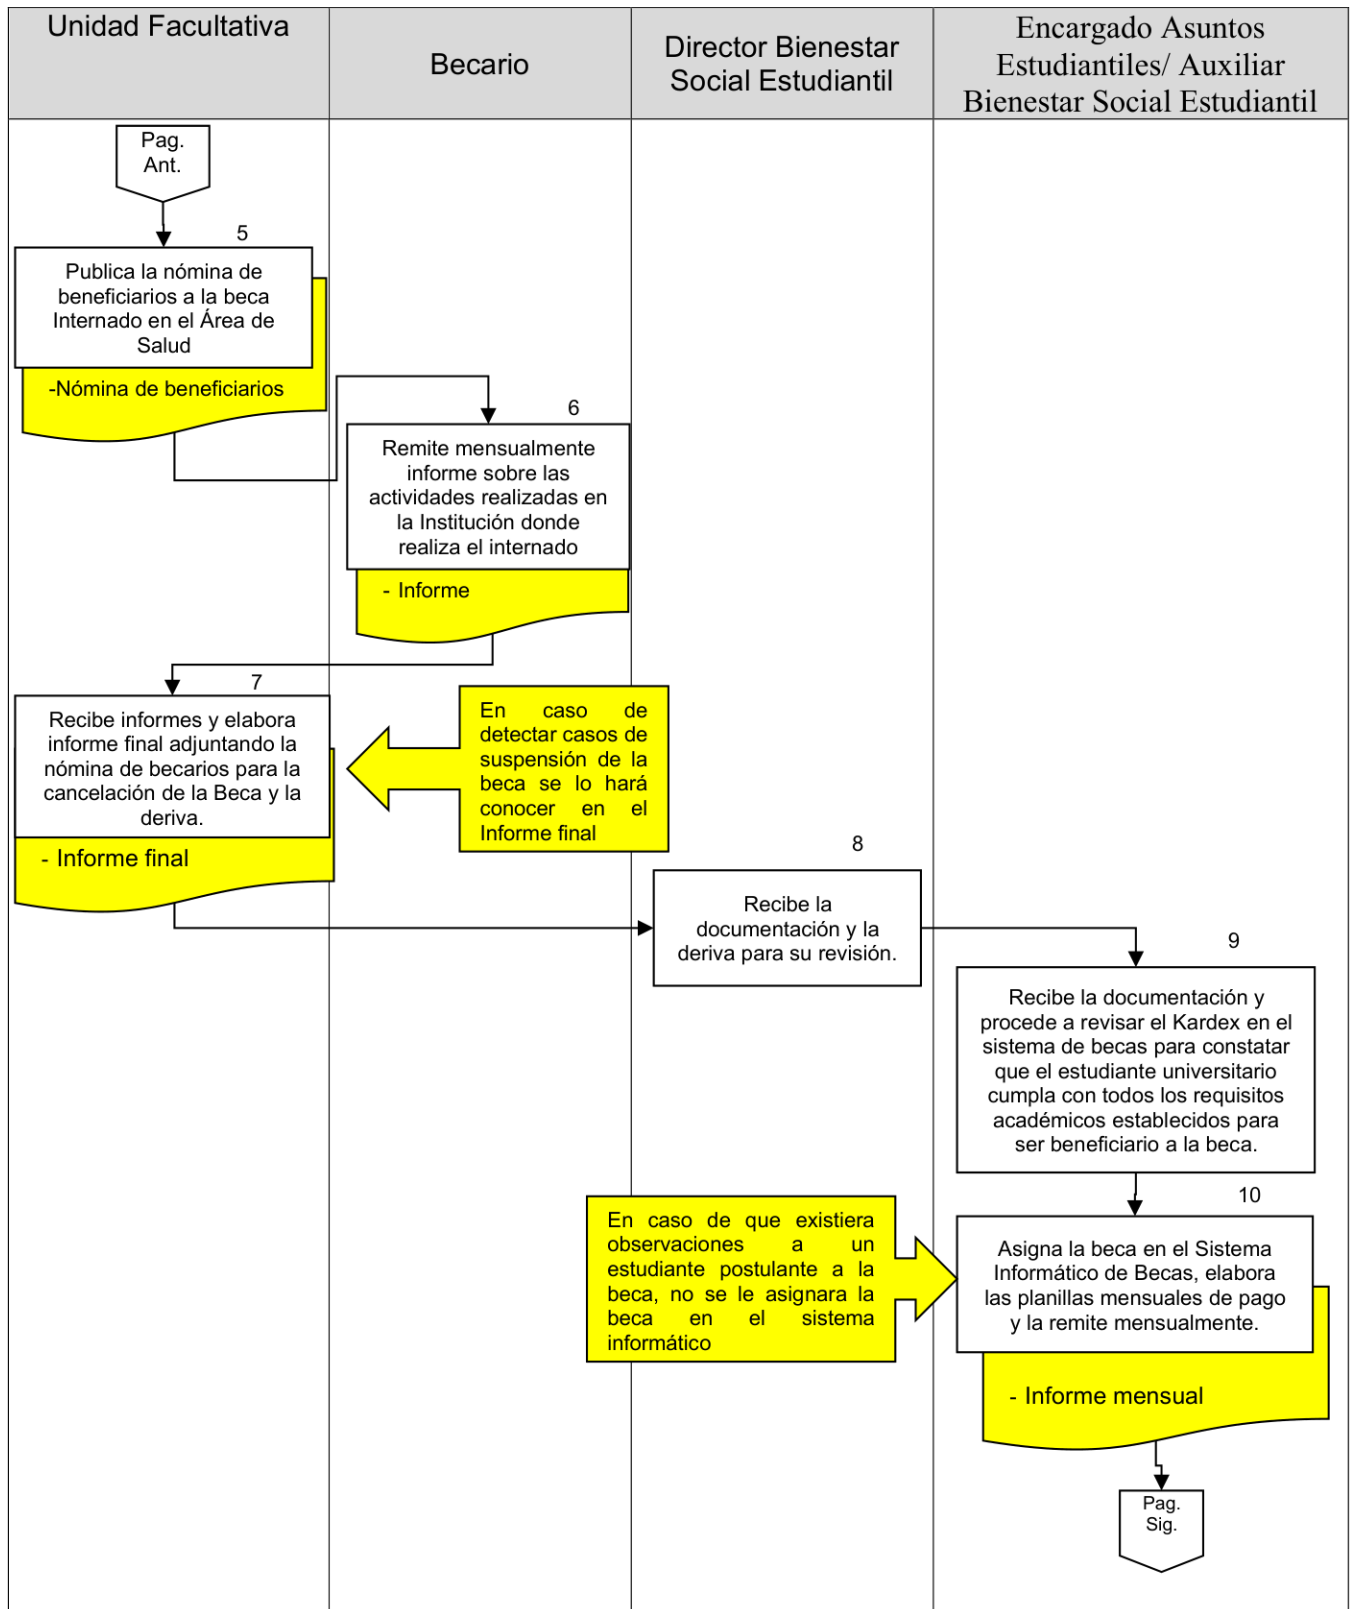 Unidad Facultativa
Becario
Director Bienestar
Social Estudiantil
Encargado Asuntos
Estudiantiles/ Auxiliar
Bienestar Social Estudiantil
Pag.
Ant.
5
Publica la nómina de
beneficiarios a la beca
Internado en el Área de
Salud
-Nómina de beneficiarios
6
Remite mensualmente
informe sobre las
actividades realizadas en
la Institución donde
realiza el internado
- Informe
7
Recibe informes y elabora
informe final adjuntando la
nómina de becarios para la
cancelación de la Beca y la
deriva.
- Informe final
En caso de
detectar casos de
suspensión de la
beca se lo hará
conocer en el
Informe final
8
Recibe la
documentación y la
deriva para su revisión.
9
Recibe la documentación y
procede a revisar el Kardex en el
sistema de becas para constatar
que el estudiante universitario
cumpla con todos los requisitos
académicos establecidos para
ser beneficiario a la beca.
10
En caso de que existiera
observaciones a un
estudiante postulante a la
beca, no se le asignara la
beca en el sistema
informático
Asigna la beca en el Sistema
Informático de Becas, elabora
las planillas mensuales de pago
y la remite mensualmente.
- Informe mensual
Pag.
Sig.